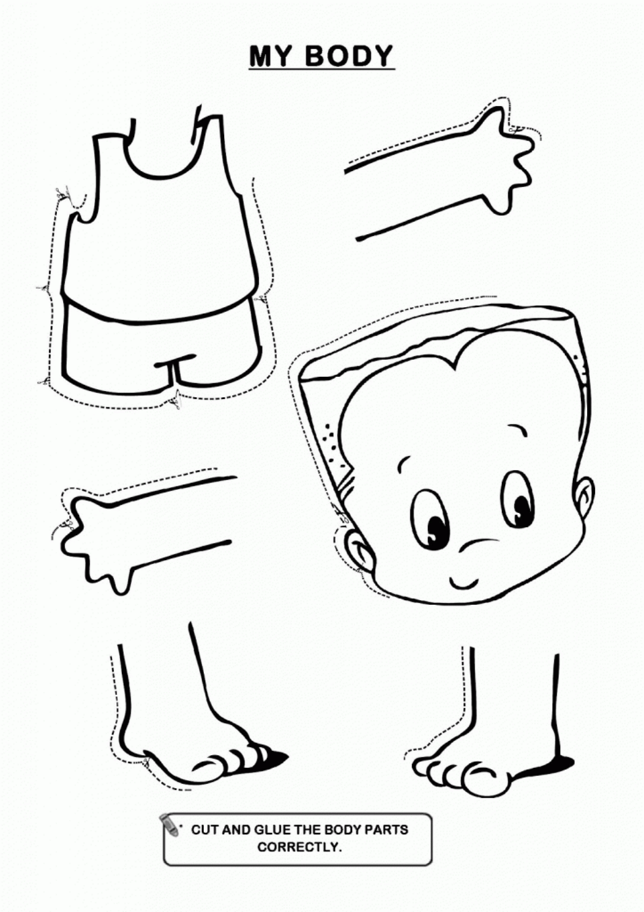 MY BODY
CUT AND GLUE THE BODY PARTS
CORRECTLY.